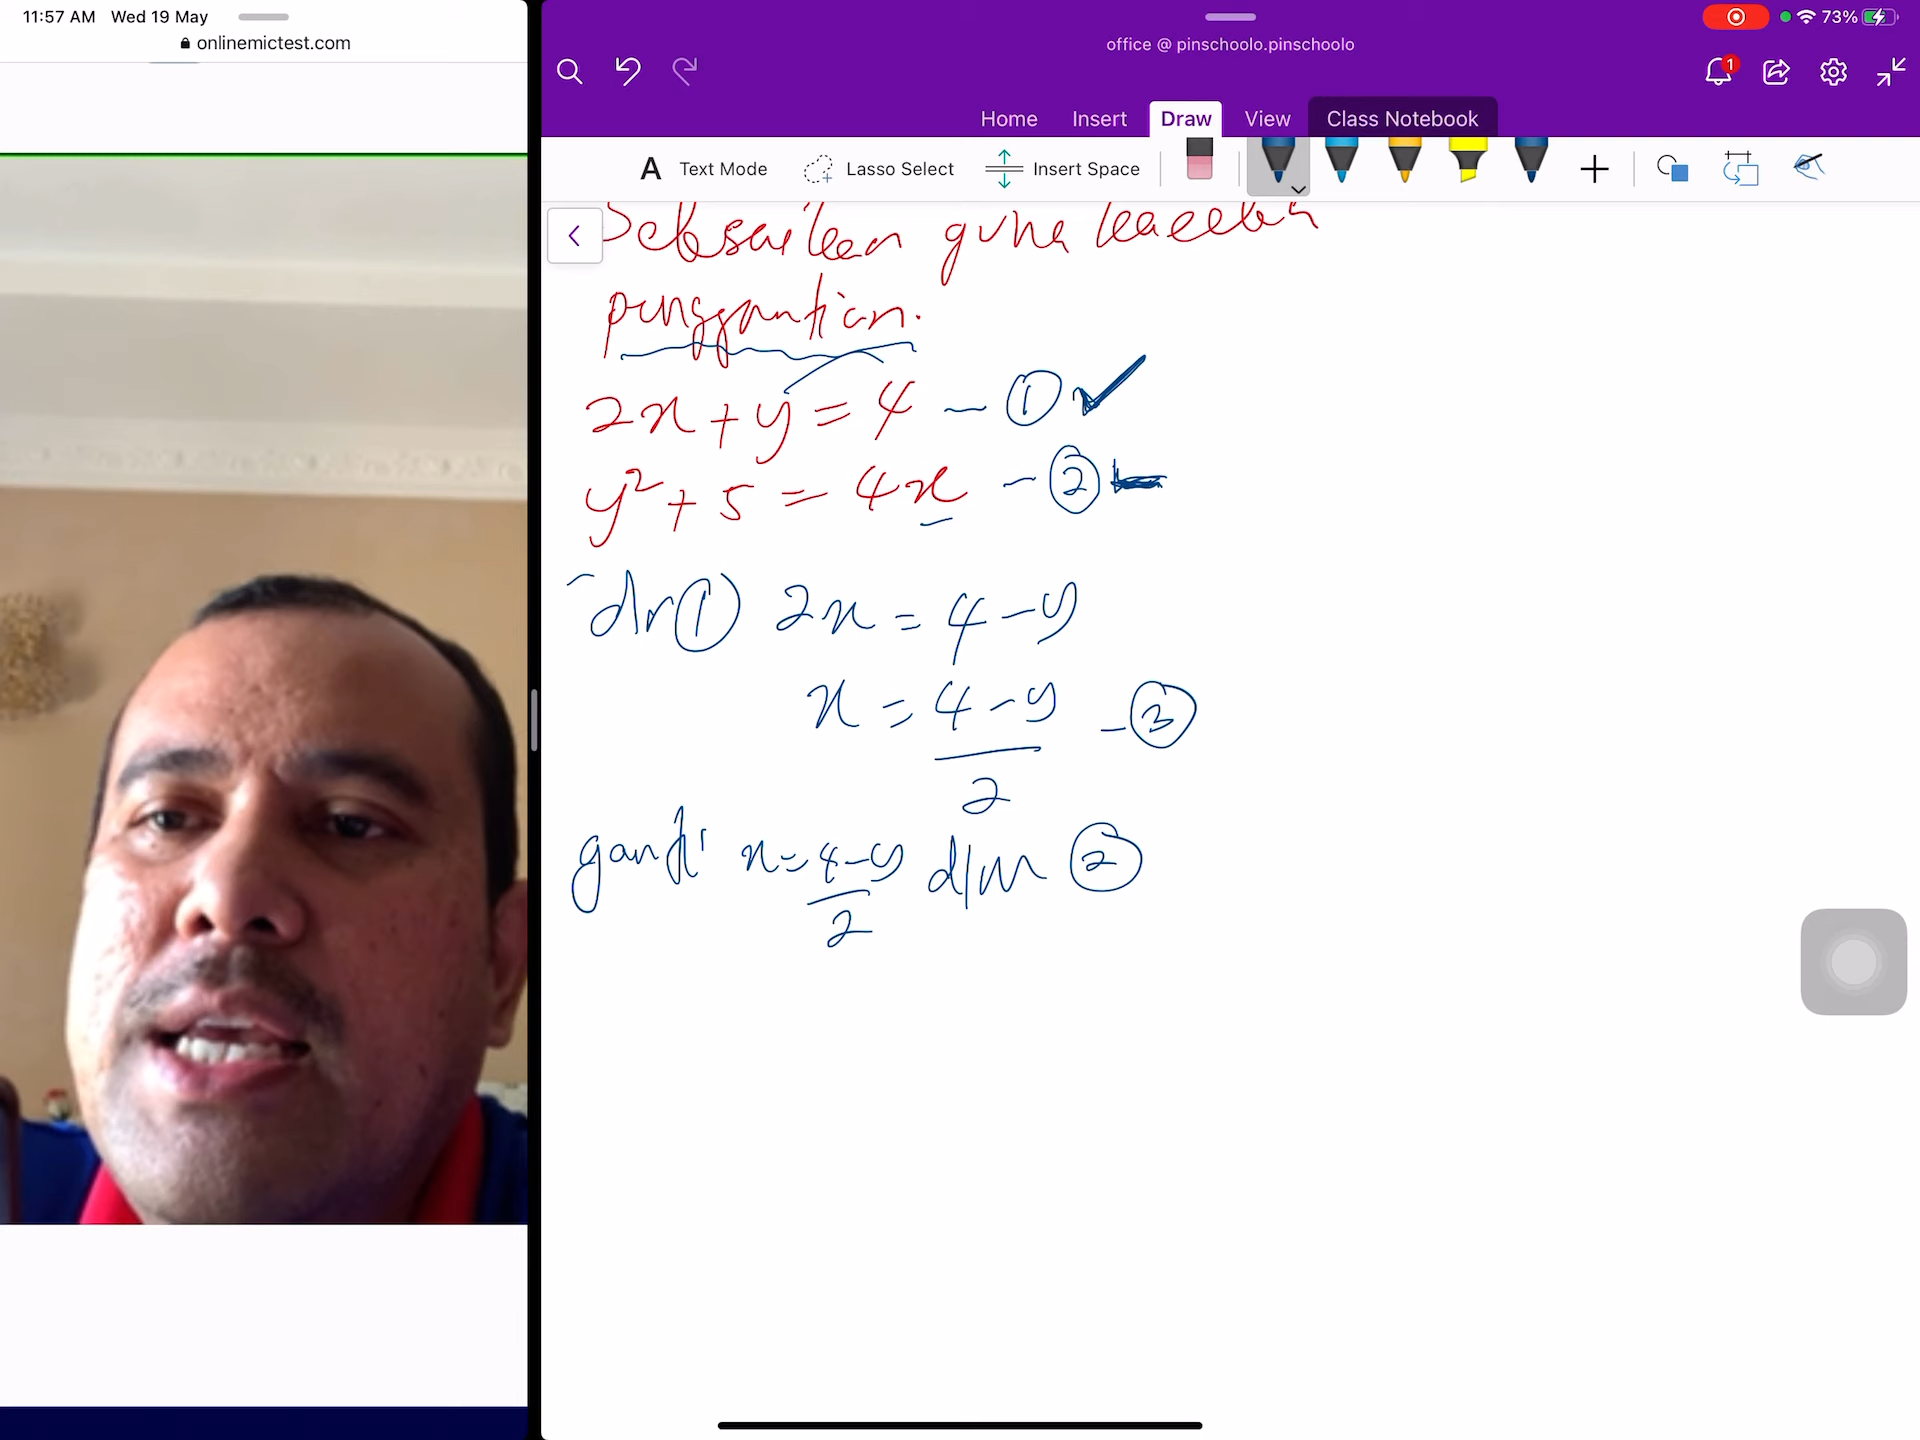 11:57 AM Wed 19 May
onlinemictest.com
73%
office @ pinschoolo.pinschoolo
1
Home Insert Draw View Class Notebook
A Text Mode Lasso Select Insert Space
Selesaikan guna kaedah
penggantian.
2x + y = 4 - ①
y² + 5 = 4x - ②
dr ① 2x = 4 - y
x = (4 - y)/2 - ③
ganti x = (4 - y)/2 dlm ②